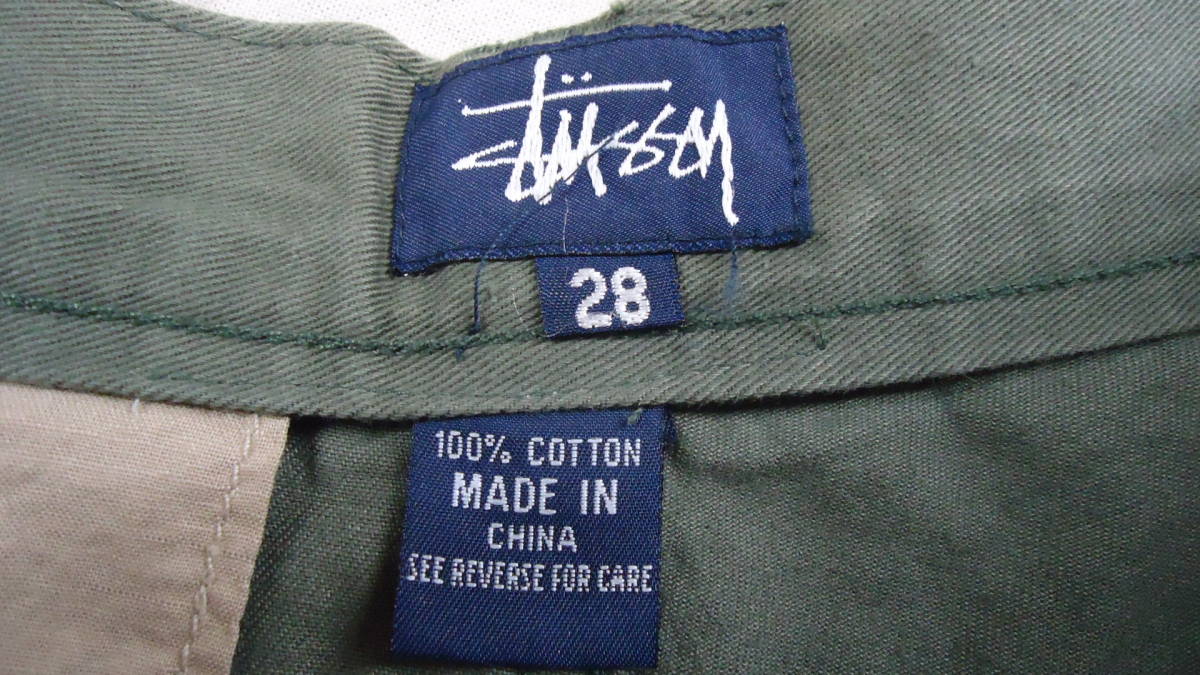 Stüssy
28
100% COTTON
MADE IN
CHINA
SEE REVERSE FOR CARE